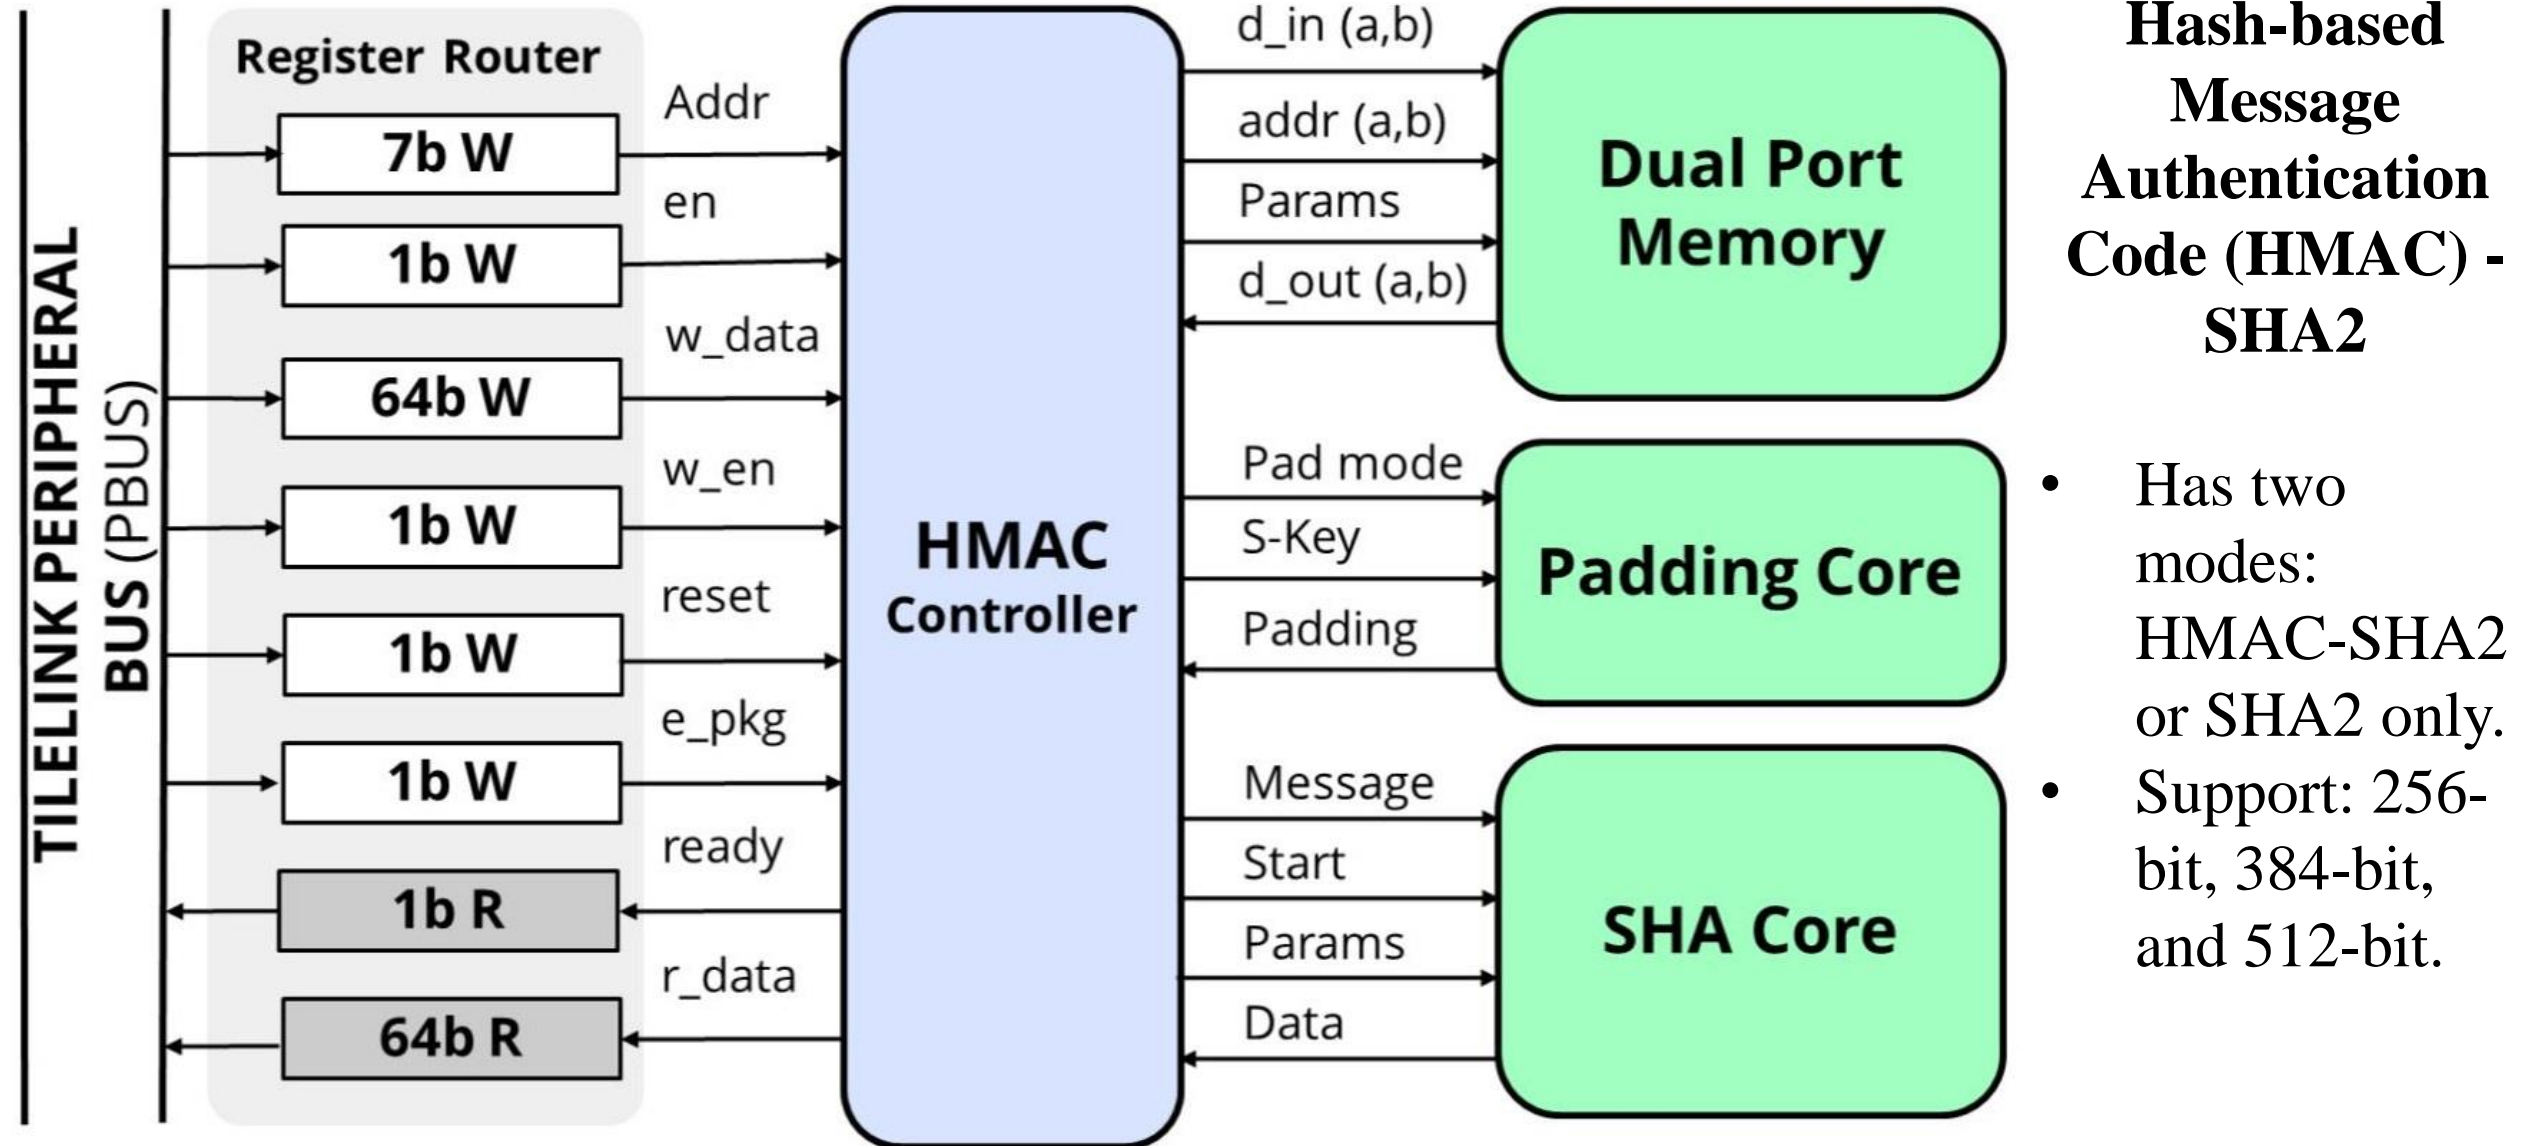 TILELINK PERIPHERAL
BUS (PBUS)
Register Router
7b W
1b W
64b W
1b W
1b W
1b W
1b R
64b R
Addr
en
w_data
w_en
reset
e_pkg
ready
r_data
HMAC
Controller
d_in (a,b)
addr (a,b)
Params
d_out (a,b)
Dual Port
Memory
Pad mode
S-Key
Padding
Padding Core
Message
Start
Params
Data
SHA Core
Hash-based
Message
Authentication
Code (HMAC) -
SHA2
• Has two
modes:
HMAC-SHA2
or SHA2 only.
• Support: 256-
bit, 384-bit,
and 512-bit.